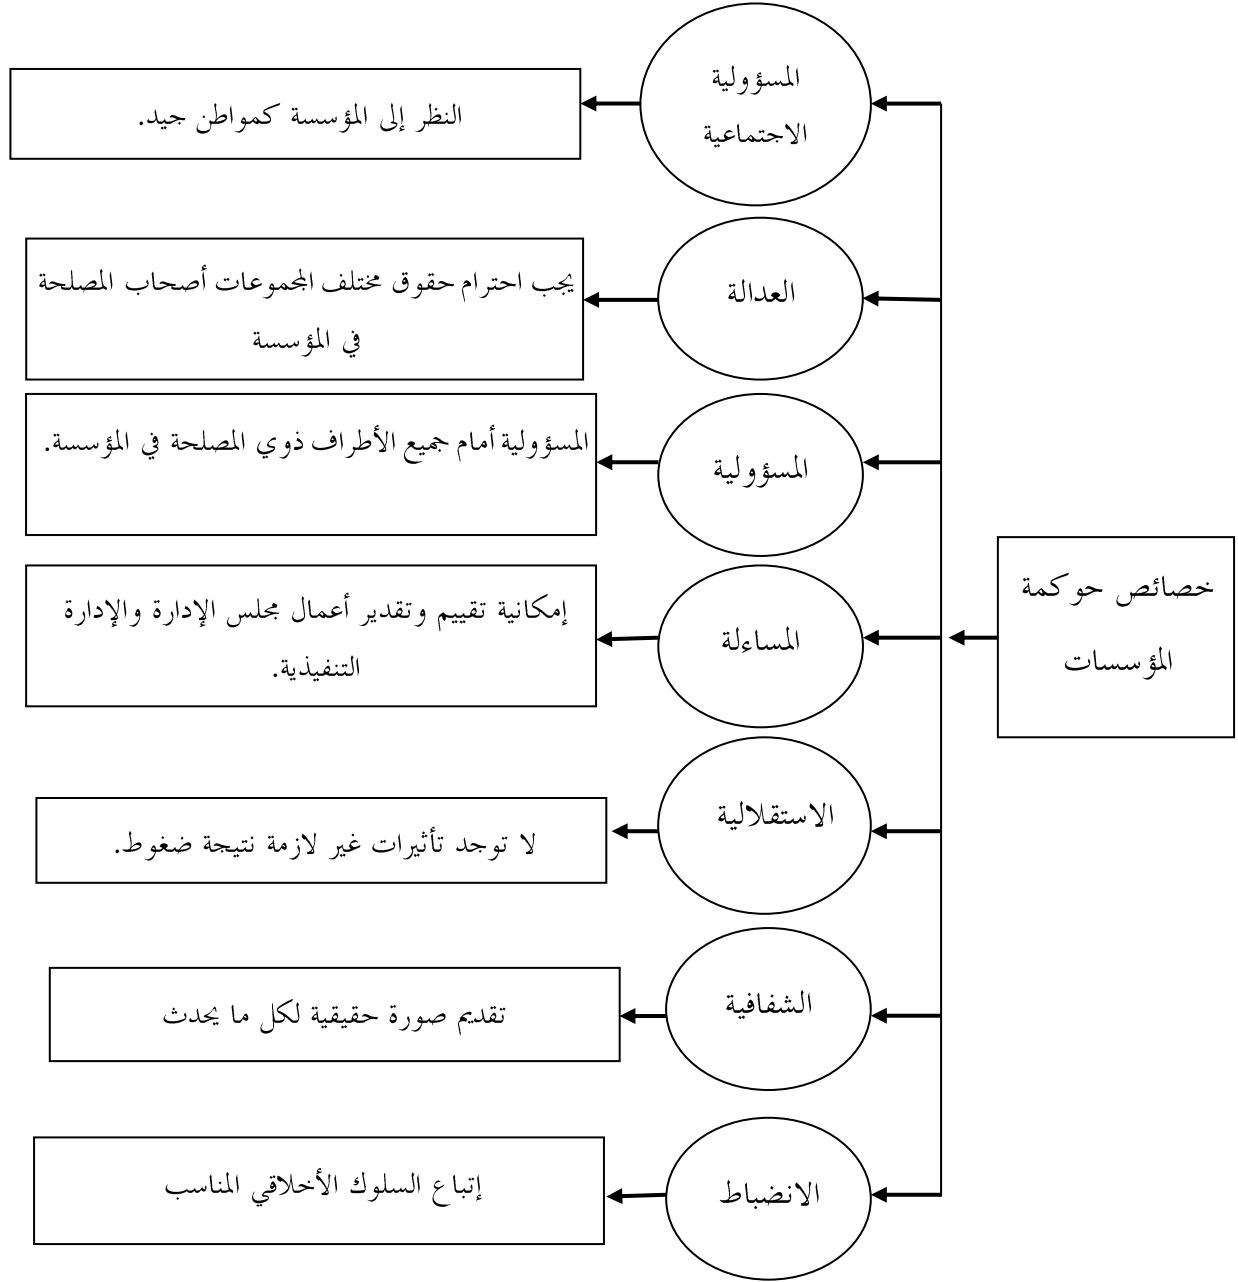 خصائص حوكمة
المؤسسات
المسؤولية
الاجتماعية
النظر إلى المؤسسة كمواطن جيد.
العدالة
يجب احترام حقوق مختلف المجموعات أصحاب المصلحة
في المؤسسة
المسؤولية
المسؤولية أمام جميع الأطراف ذوي المصلحة في المؤسسة.
المساءلة
إمكانية تقييم وتقدير أعمال مجلس الإدارة والإدارة
التنفيذية.
الاستقلالية
لا توجد تأثيرات غير لازمة نتيجة ضغوط.
الشفافية
تقديم صورة حقيقية لكل ما يحدث
الانضباط
إتباع السلوك الأخلاقي المناسب